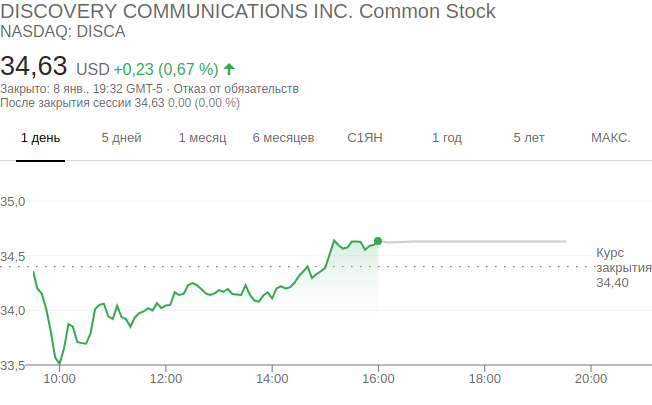 DISCOVERY COMMUNICATIONS INC. Common Stock
NASDAQ: DISCA
34,63 USD +0,23 (0,67 %)
Закрыто: 8 янв., 19:32 GMT-5 · Отказ от обязательств
После закрытия сессии 34,63 0,00 (0,00 %)
1 день 5 дней 1 месяц 6 месяцев С1ЯН 1 год 5 лет МАКС.
35,0
34,5
34,0
33,5
Курс
закрытия
34,40
10:00 12:00 14:00 16:00 18:00 20:00